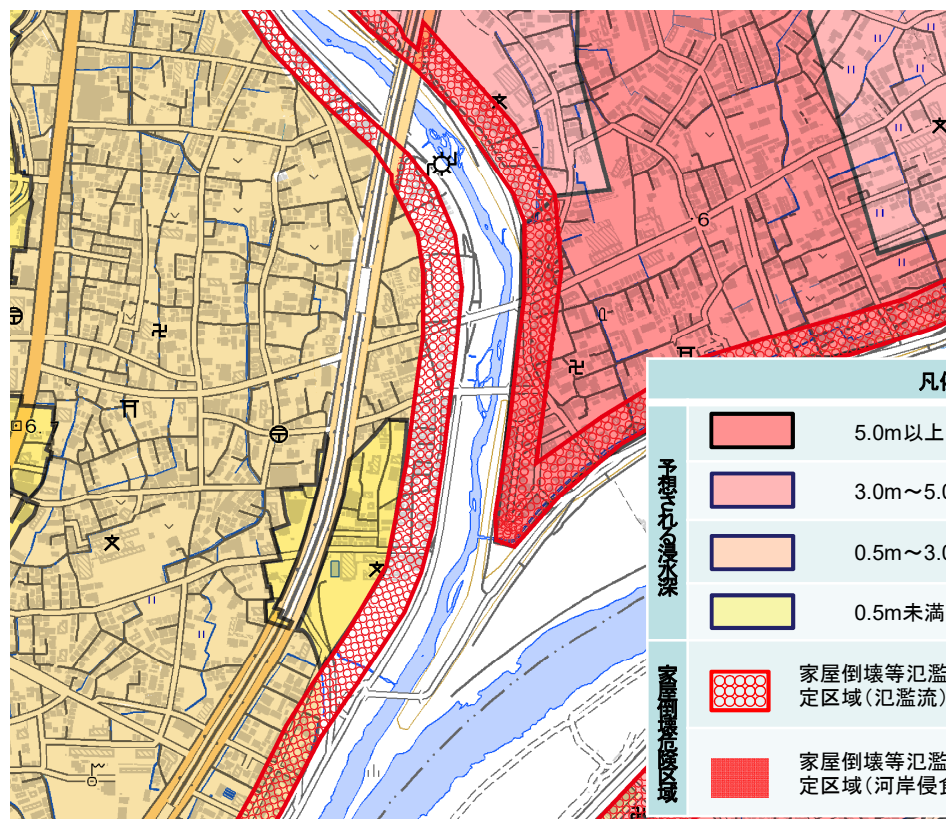 6
6.7
凡
予想される浸水深
5.0m以上
3.0m～5.0
0.5m～3.0
0.5m未満
家屋倒壊危険区域
家屋倒壊等氾濫
定区域(氾濫流)
家屋倒壊等氾濫
定区域(河岸侵食